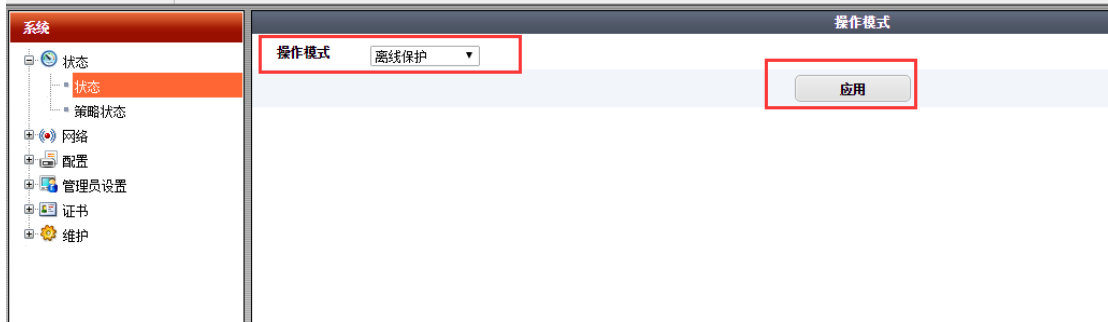 系统
状态
状态
策略状态
网络
配置
管理员设置
证书
维护
操作模式
操作模式 离线保护
应用